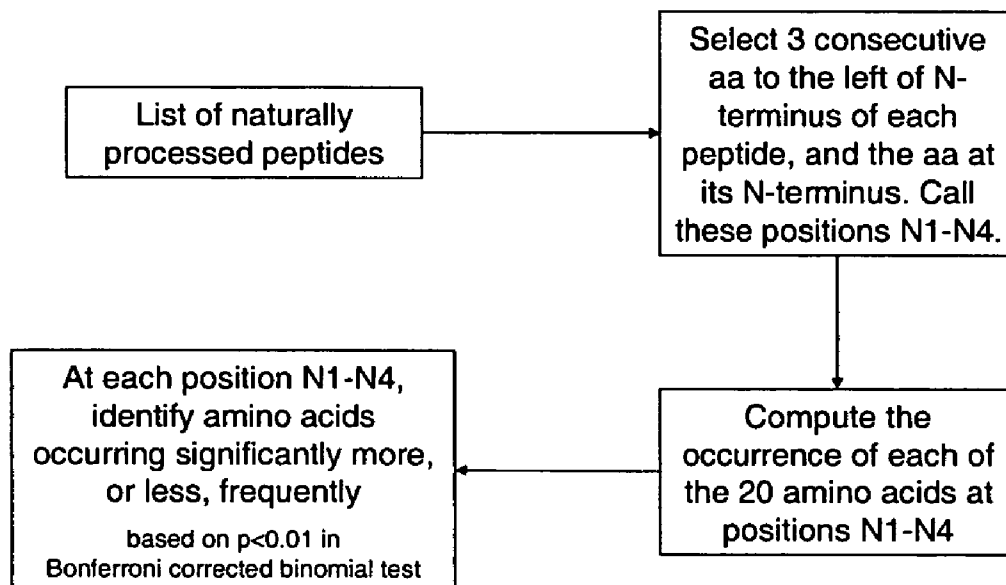 List of naturally
processed peptides
Select 3 consecutive
aa to the left of N-
terminus of each
peptide, and the aa at
its N-terminus. Call
these positions N1-N4.
Compute the
occurrence of each of
the 20 amino acids at
positions N1-N4
At each position N1-N4,
identify amino acids
occurring significantly more,
or less, frequently
based on p<0.01 in
Bonferroni corrected binomial test